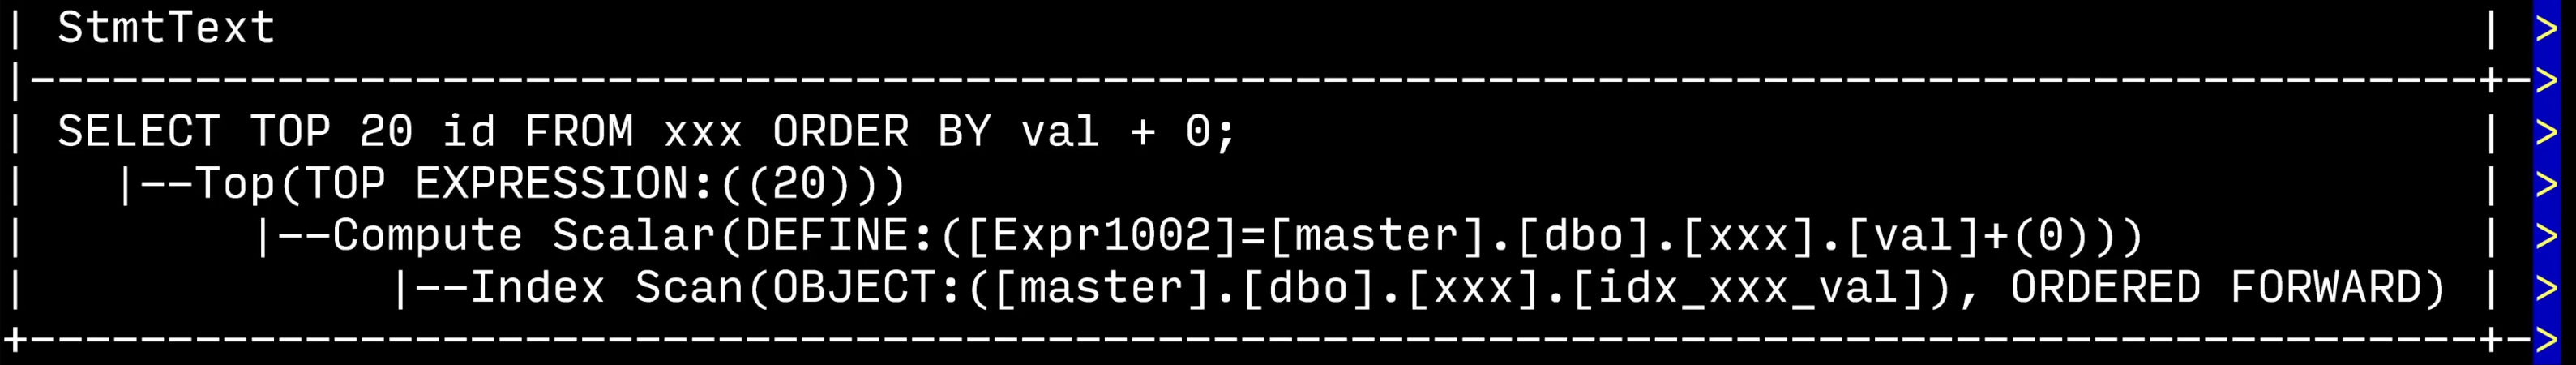 | StmtText | >
|-----------------------------------------------------------------------------------------+->
| SELECT TOP 20 id FROM xxx ORDER BY val + 0; | >
|   |--Top(TOP EXPRESSION:((20))) | >
|        |--Compute Scalar(DEFINE:([Expr1002]=[master].[dbo].[xxx].[val]+(0))) | >
|             |--Index Scan(OBJECT:([master].[dbo].[xxx].[idx_xxx_val]), ORDERED FORWARD) | >
+-----------------------------------------------------------------------------------------+->